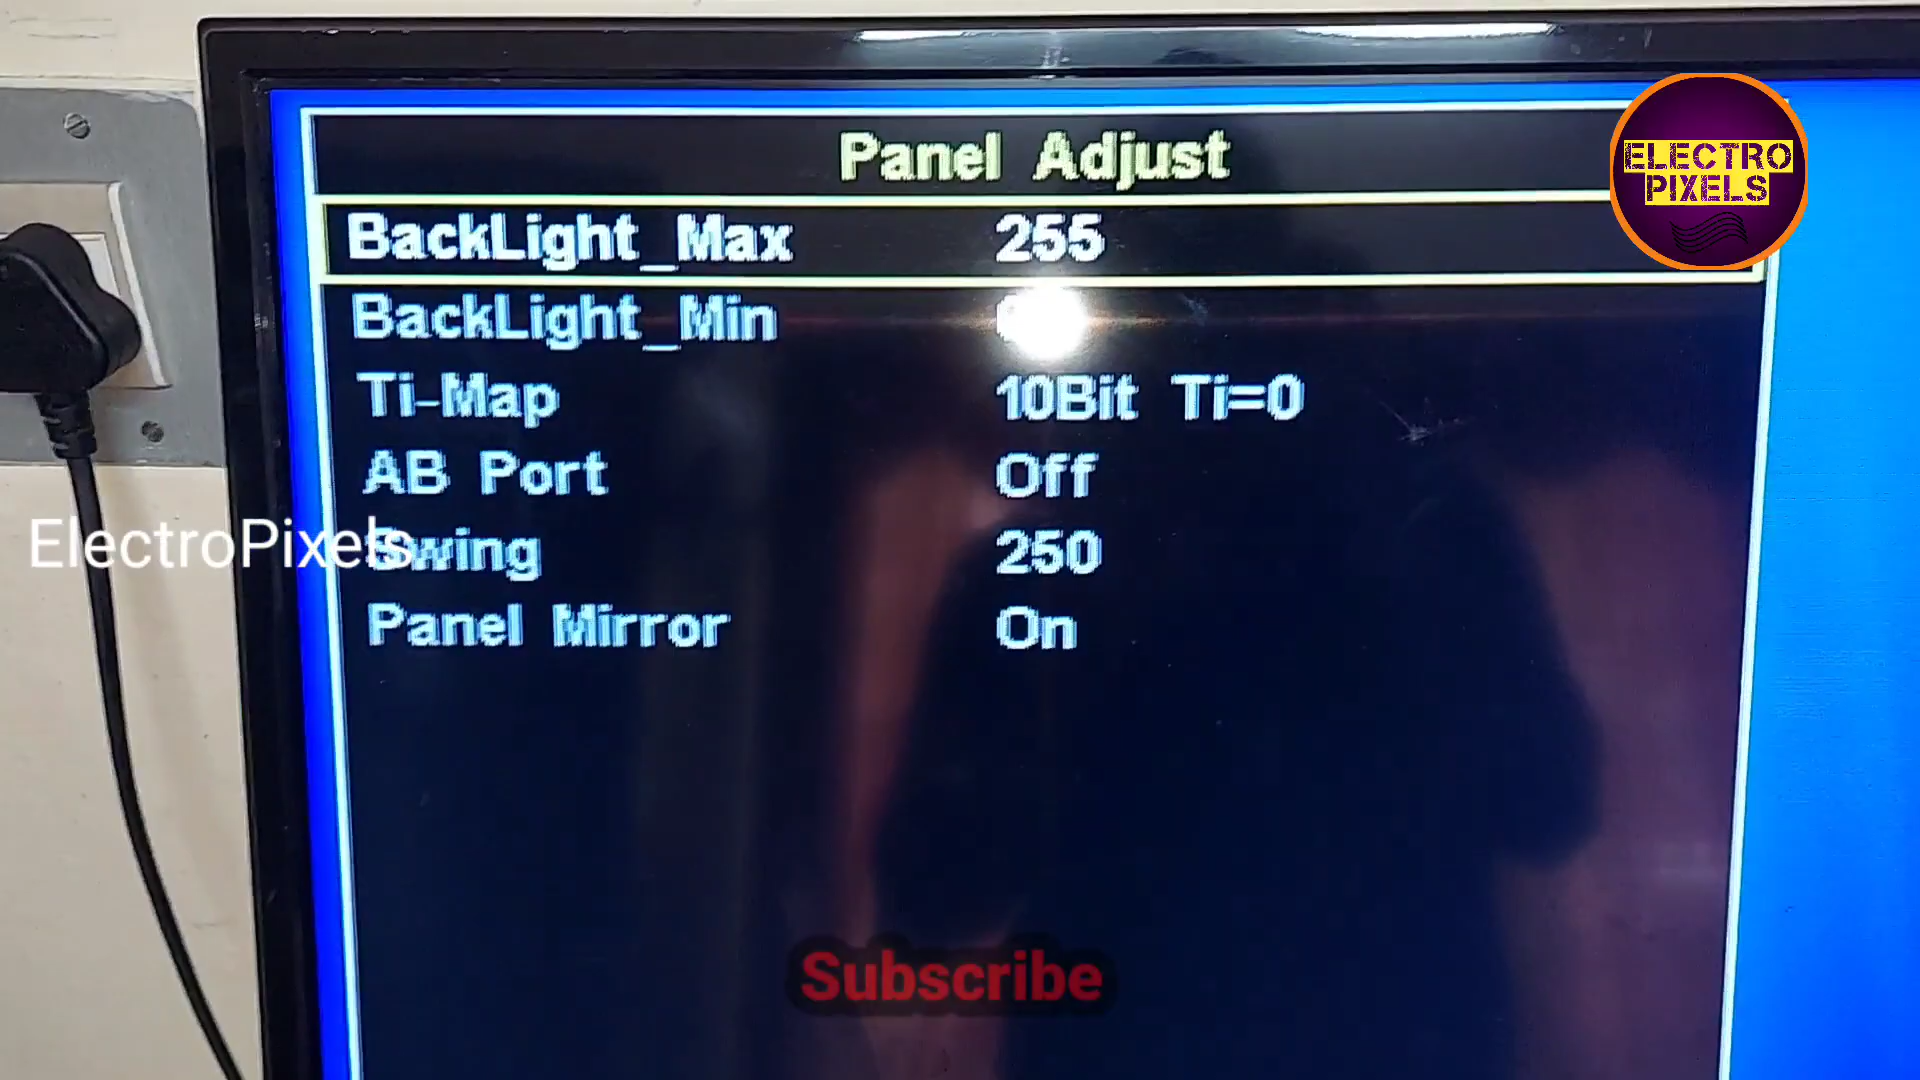 Panel Adjust
ELECTRO
PIXELS
BackLight_Max 255
BackLight_Min
Ti-Map 10Bit Ti=0
AB Port Off
ElectroPixels
Swing 250
Panel Mirror On
Subscribe